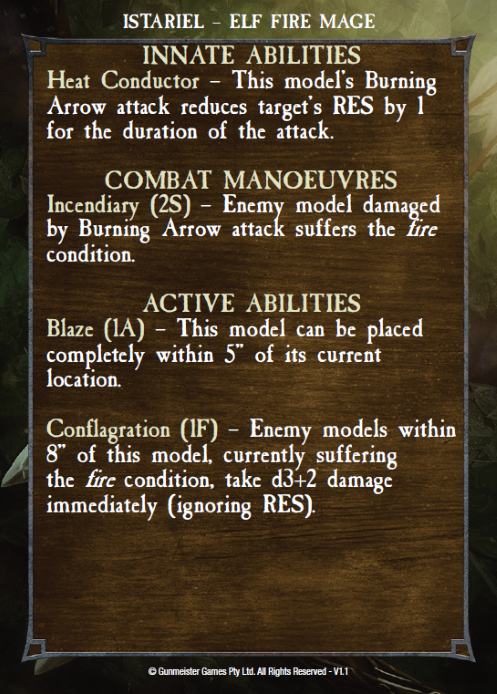 ISTARIEL – ELF FIRE MAGE
INNATE ABILITIES
Heat Conductor – This model's Burning
Arrow attack reduces target's RES by 1
for the duration of the attack.
COMBAT MANOEUVRES
Incendiary (2S) – Enemy model damaged
by Burning Arrow attack suffers the fire
condition.
ACTIVE ABILITIES
Blaze (1A) – This model can be placed
completely within 5" of its current
location.
Conflagration (1F) – Enemy models within
8" of this model, currently suffering
the fire condition, take d3+2 damage
immediately (ignoring RES).
© Gunmeister Games Pty Ltd. All Rights Reserved - V1.1